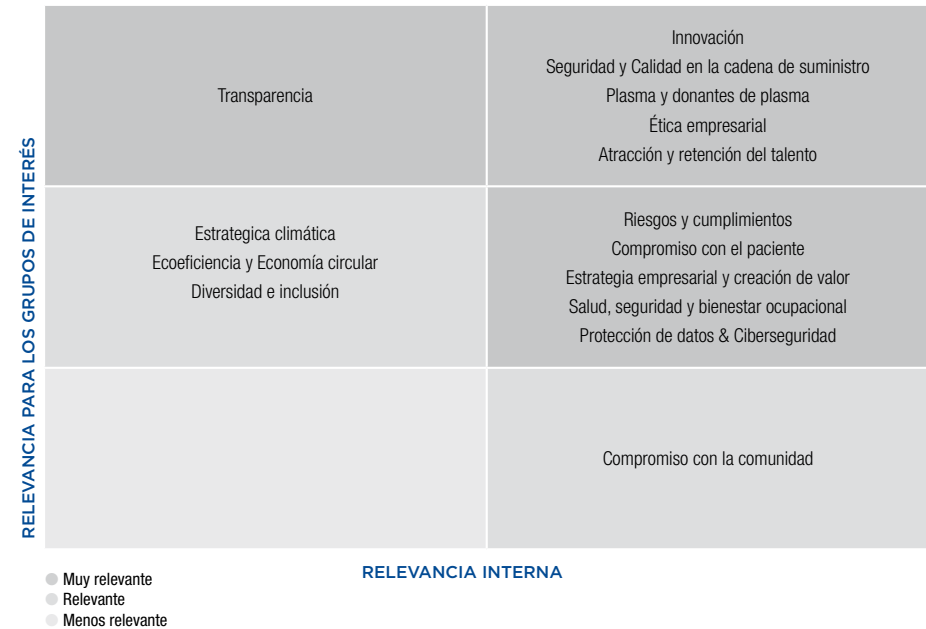 RELEVANCIA PARA LOS GRUPOS DE INTERÉS
Transparencia
Innovación
Seguridad y Calidad en la cadena de suministro
Plasma y donantes de plasma
Ética empresarial
Atracción y retención del talento
Estrategica climática
Ecoeficiencia y Economía circular
Diversidad e inclusión
Riesgos y cumplimientos
Compromiso con el paciente
Estrategia empresarial y creación de valor
Salud, seguridad y bienestar ocupacional
Protección de datos & Ciberseguridad
Compromiso con la comunidad
RELEVANCIA INTERNA
Muy relevante
Relevante
Menos relevante